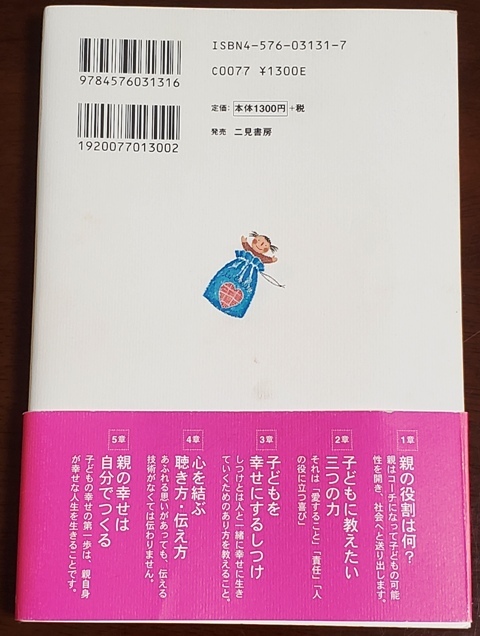 ISBN4-576-03131-7
C0077 ¥1300E
9784576031316
定価：本体1300円＋税
発売 二見書房
1920077013002
1章
親の役割は何？
親はコーチになって子どもの可能
性を開き、社会へと送り出します。
2章
子どもに教えたい
三つの力
それは「愛すること」「責任」「人
の役に立つ喜び」
3章
子どもを
幸せにするしつけ
しつけとは人と一緒に幸せに生き
ていくためのあり方を教えること。
4章
心を結ぶ
聴き方・伝え方
あふれる思いがあっても、伝える
技術がなくては伝わりません。
5章
親の幸せは
自分でつくる
子どもの幸せの第一歩は、親自身
が幸せな人生を生きることです。